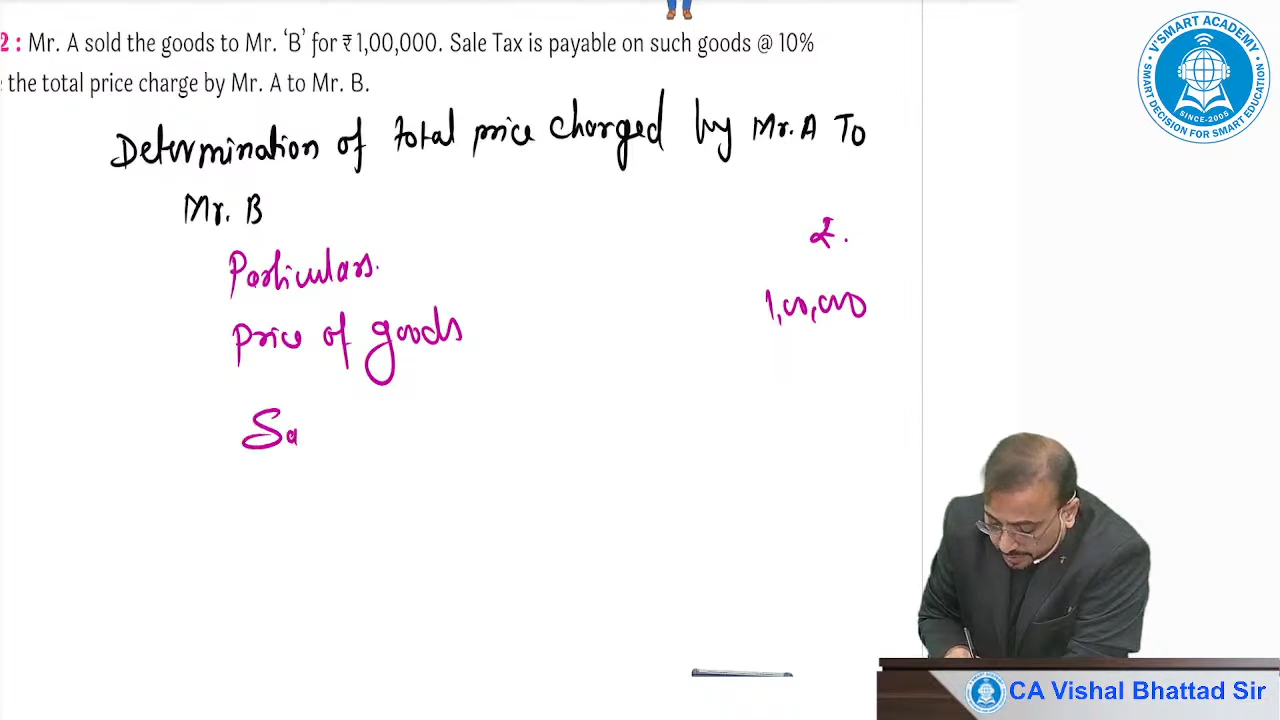 2 : Mr. A sold the goods to Mr. ‘B’ for ₹ 1,00,000. Sale Tax is payable on such goods @ 10%
the total price charge by Mr. A to Mr. B.
Determination of total price charged by Mr. A To
Mr. B
Particulars. ₹.
Price of goods 1,00,000
Sa
V'SMART ACADEMY
SMART DECISION FOR SMART EDUCATION
SINCE-2005
CA Vishal Bhattad Sir